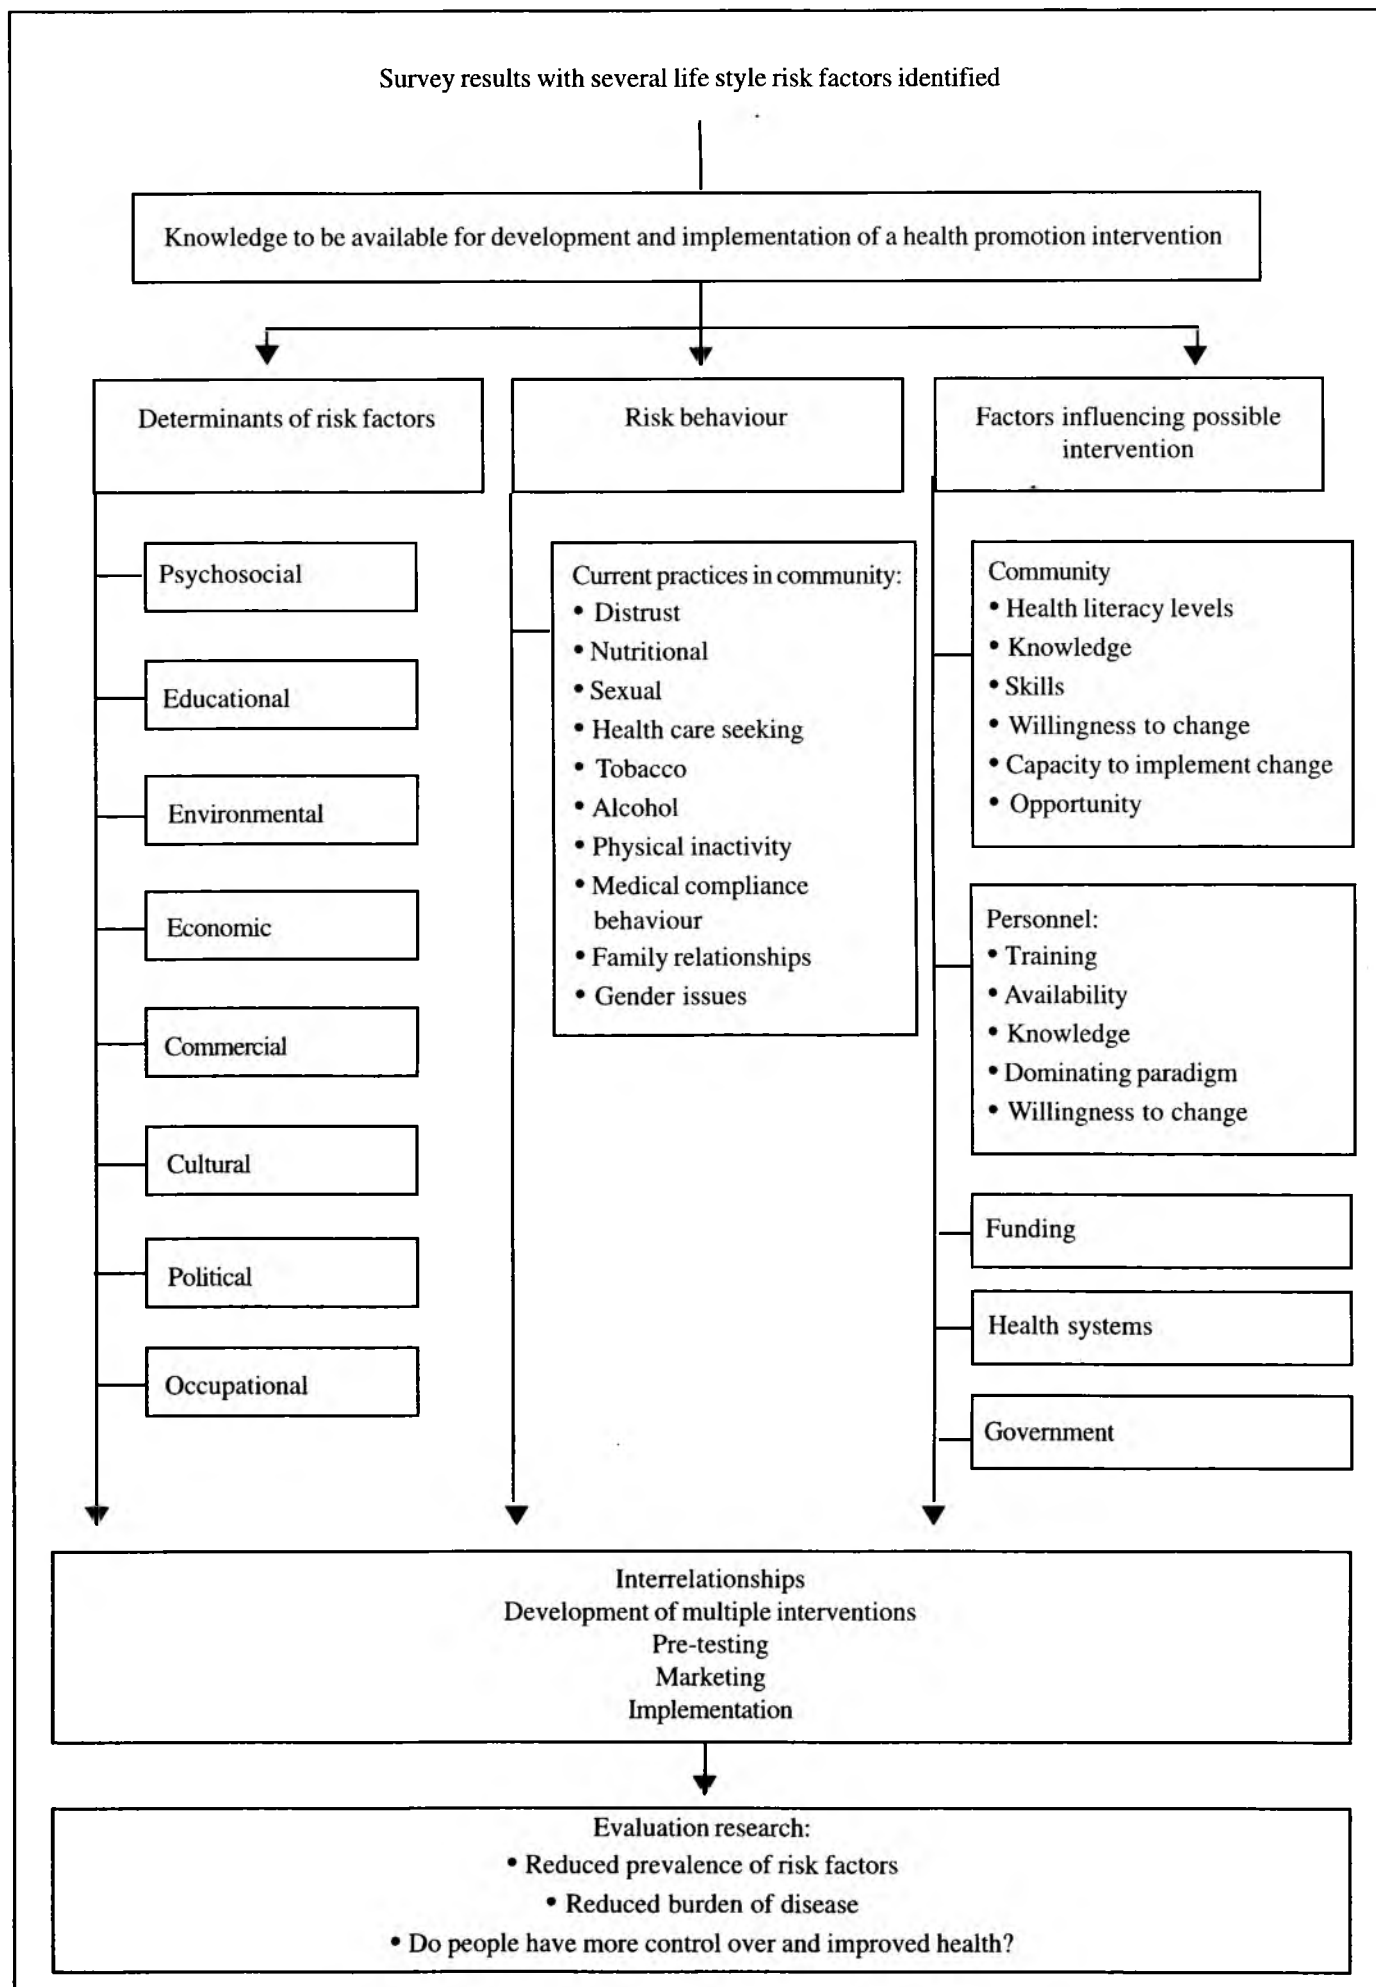 Survey results with several life style risk factors identified
Knowledge to be available for development and implementation of a health promotion intervention
Determinants of risk factors
Psychosocial
Educational
Environmental
Economic
Commercial
Cultural
Political
Occupational
Risk behaviour
Current practices in community:
• Distrust
• Nutritional
• Sexual
• Health care seeking
• Tobacco
• Alcohol
• Physical inactivity
• Medical compliance
behaviour
• Family relationships
• Gender issues
Factors influencing possible
intervention
Community
• Health literacy levels
• Knowledge
• Skills
• Willingness to change
• Capacity to implement change
• Opportunity
Personnel:
• Training
• Availability
• Knowledge
• Dominating paradigm
• Willingness to change
Funding
Health systems
Government
Interrelationships
Development of multiple interventions
Pre-testing
Marketing
Implementation
Evaluation research:
• Reduced prevalence of risk factors
• Reduced burden of disease
• Do people have more control over and improved health?